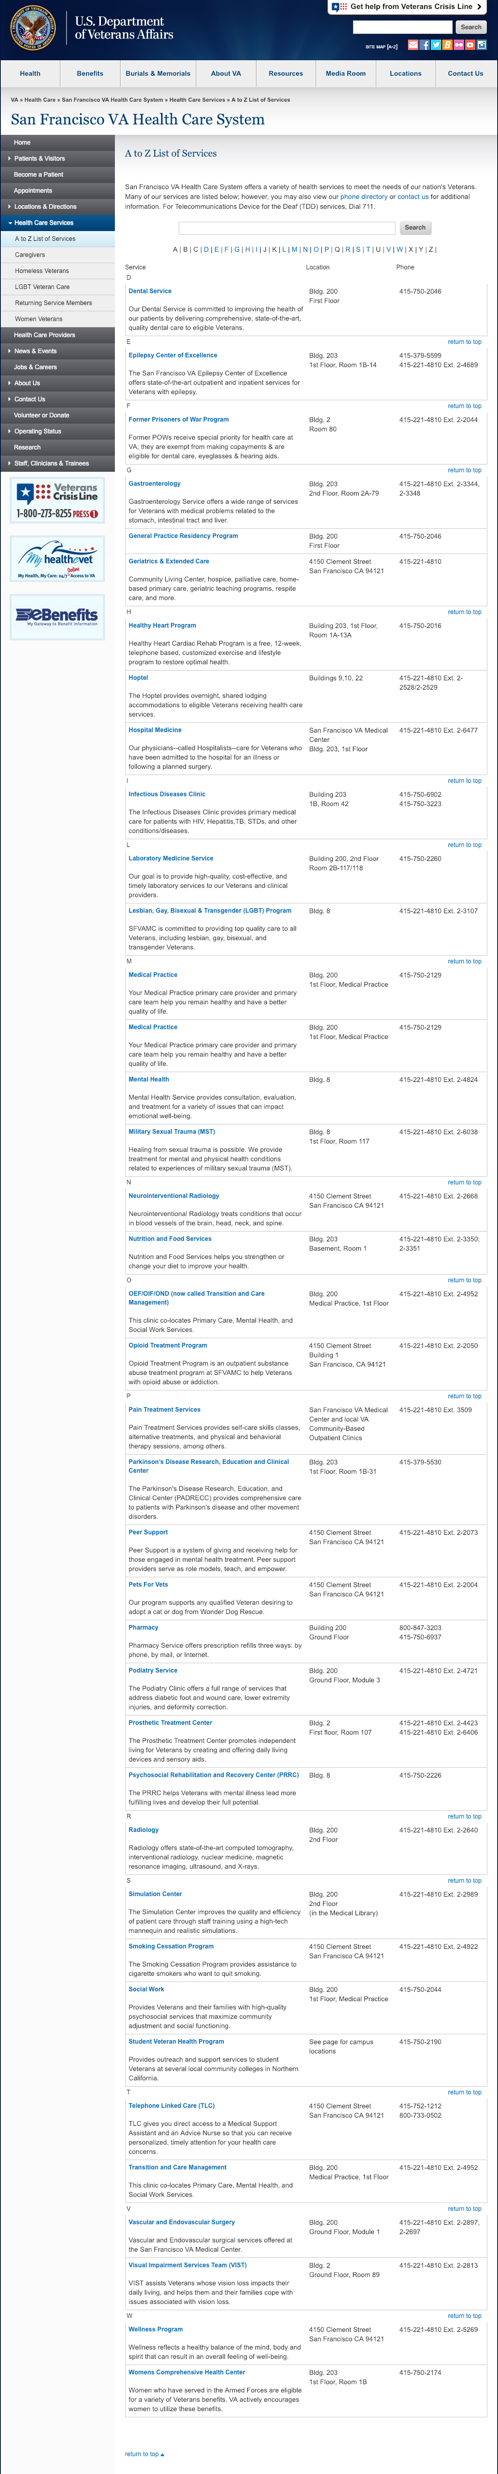 Get help from Veterans Crisis Line
U.S. Department
of Veterans Affairs
Search
SITE MAP [A-Z]
Health
Benefits
Burials & Memorials
About VA
Resources
Media Room
Locations
Contact Us
VA » Health Care » San Francisco VA Health Care System » Health Care Services » A to Z List of Services
San Francisco VA Health Care System
Home
Patients & Visitors
Become a Patient
Appointments
Locations & Directions
Health Care Services
A to Z List of Services
Caregivers
Homeless Veterans
LGBT Veteran Care
Returning Service Members
Women Veterans
Health Care Providers
News & Events
Jobs & Careers
About Us
Contact Us
Volunteer or Donate
Operating Status
Research
Staff, Clinicians & Trainees
Veterans
Crisis Line
1-800-273-8255 PRESS 1
My healthevet
My Health, My Care: 24/7 Online Access to VA
eBenefits
My Gateway to Benefit Information
A to Z List of Services
San Francisco VA Health Care System offers a variety of health services to meet the needs of our nation's Veterans.
Many of our services are listed below; however, you may also view our phone directory or contact us for additional
information. For Telecommunications Device for the Deaf (TDD) services, Dial 711.
Search
A | B | C | D | E | F | G | H | I | J | K | L | M | N | O | P | Q | R | S | T | U | V | W | X | Y | Z |
Service Location Phone
D
Dental Service Bldg. 200 415-750-2046
First Floor
Our Dental Service is committed to improving the health of
our patients by delivering comprehensive, state-of-the-art,
quality dental care to eligible Veterans.
E return to top
Epilepsy Center of Excellence Bldg. 203 415-379-5599
1st Floor, Room 1B-14 415-221-4810 Ext. 2-4689
The San Francisco VA Epilepsy Center of Excellence
offers state-of-the-art outpatient and inpatient services for
Veterans with epilepsy.
F return to top
Former Prisoners of War Program Bldg. 2 415-221-4810 Ext. 2-2044
Room 80
Former POWs receive special priority for health care at
VA; they are exempt from making copayments & are
eligible for dental care, eyeglasses & hearing aids.
G return to top
Gastroenterology Bldg. 203 415-221-4810 Ext. 2-3344,
2nd Floor, Room 2A-79 2-3348
Gastroenterology Service offers a wide range of services
for Veterans with medical problems related to the
stomach, intestinal tract and liver.
General Practice Residency Program Bldg. 200 415-750-2046
First Floor
Geriatrics & Extended Care 4150 Clement Street 415-221-4810
San Francisco CA 94121
Community Living Center, hospice, palliative care, home-
based primary care, geriatric teaching programs, respite
care, and more.
H return to top
Healthy Heart Program Building 203, 1st Floor, 415-750-2016
Room 1A-13A
Healthy Heart Cardiac Rehab Program is a free, 12-week,
telephone based, customized exercise and lifestyle
program to restore optimal health.
Hoptel Buildings 9,10, 22 415-221-4810 Ext. 2-
2528/2-2529
The Hoptel provides overnight, shared lodging
accommodations to eligible Veterans receiving health care
services.
Hospital Medicine San Francisco VA Medical 415-221-4810 Ext. 2-6477
Center
Our physicians--called Hospitalists--care for Veterans who Bldg. 203, 1st Floor
have been admitted to the hospital for an illness or
following a planned surgery.
I return to top
Infectious Diseases Clinic Building 203 415-750-6902
1B, Room 42 415-750-3223
The Infectious Diseases Clinic provides primary medical
care for patients with HIV, Hepatitis,TB, STDs, and other
conditions/diseases.
L return to top
Laboratory Medicine Service Building 200, 2nd Floor 415-750-2260
Room 2B-117/118
Our goal is to provide high-quality, cost-effective, and
timely laboratory services to our Veterans and clinical
providers.
Lesbian, Gay, Bisexual & Transgender (LGBT) Program Bldg. 8 415-221-4810 Ext. 2-3107
SFVAMC is committed to providing top quality care to all
Veterans, including lesbian, gay, bisexual, and
transgender Veterans.
M return to top
Medical Practice Bldg. 200 415-750-2129
1st Floor, Medical Practice
Your Medical Practice primary care provider and primary
care team help you remain healthy and have a better
quality of life.
Medical Practice Bldg. 200 415-750-2129
1st Floor, Medical Practice
Your Medical Practice primary care provider and primary
care team help you remain healthy and have a better
quality of life.
Mental Health Bldg. 8 415-221-4810 Ext. 2-4824
Mental Health Service provides consultation, evaluation,
and treatment for a variety of issues that can impact
emotional well-being.
Military Sexual Trauma (MST) Bldg. 8 415-221-4810 Ext. 2-6038
1st Floor, Room 117
Healing from sexual trauma is possible. We provide
treatment for mental and physical health conditions
related to experiences of military sexual trauma (MST).
N return to top
Neurointerventional Radiology 4150 Clement Street 415-221-4810 Ext. 2-2668
San Francisco CA 94121
Neurointerventional Radiology treats conditions that occur
in blood vessels of the brain, head, neck, and spine.
Nutrition and Food Services Bldg. 203 415-221-4810 Ext. 2-3350;
Basement, Room 1 2-3351
Nutrition and Food Services helps you strengthen or
change your diet to improve your health.
O return to top
OEF/OIF/OND (now called Transition and Care Bldg. 200 415-221-4810 Ext. 2-4952
Management) Medical Practice, 1st Floor
This clinic co-locates Primary Care, Mental Health, and
Social Work Services.
Opioid Treatment Program 4150 Clement Street 415-221-4810 Ext. 2-2050
Building 1
Opioid Treatment Program is an outpatient substance San Francisco, CA 94121
abuse treatment program at SFVAMC to help Veterans
with opioid abuse or addiction.
P return to top
Pain Treatment Services San Francisco VA Medical 415-221-4810 Ext. 3509
Center and local VA
Pain Treatment Services provides self-care skills classes, Community-Based
alternative treatments, and physical and behavioral Outpatient Clinics
therapy sessions, among others.
Parkinson's Disease Research, Education and Clinical Bldg. 203 415-379-5530
Center 1st Floor, Room 1B-31
The Parkinson's Disease Research, Education, and
Clinical Center (PADRECC) provides comprehensive care
to patients with Parkinson's disease and other movement
disorders.
Peer Support 4150 Clement Street 415-221-4810 Ext. 2-2073
San Francisco CA 94121
Peer Support is a system of giving and receiving help for
those engaged in mental health treatment. Peer support
providers serve as role models, teach, and empower.
Pets For Vets 4150 Clement Street 415-221-4810 Ext. 2-2004
San Francisco CA 94121
Our program supports any qualified Veteran desiring to
adopt a cat or dog from Wonder Dog Rescue.
Pharmacy Building 200 800-847-3203
Ground Floor 415-750-6937
Pharmacy Service offers prescription refills three ways: by
phone, by mail, or Internet.
Podiatry Service Bldg. 200 415-221-4810 Ext. 2-4721
Ground Floor, Module 3
The Podiatry Clinic offers a full range of services that
address diabetic foot and wound care, lower extremity
injuries, and deformity correction.
Prosthetic Treatment Center Bldg. 2 415-221-4810 Ext. 2-4423
First floor, Room 107 415-221-4810 Ext. 2-6406
The Prosthetic Treatment Center promotes independent
living for Veterans by creating and offering daily living
devices and sensory aids.
Psychosocial Rehabilitation and Recovery Center (PRRC) Bldg. 8 415-750-2226
The PRRC helps Veterans with mental illness lead more
fulfilling lives and develop their full potential.
R return to top
Radiology Bldg. 200 415-221-4810 Ext. 2-2640
2nd Floor
Radiology offers state-of-the-art computed tomography,
interventional radiology, nuclear medicine, magnetic
resonance imaging, ultrasound, and X-rays.
S return to top
Simulation Center Bldg. 200 415-221-4810 Ext. 2-2989
2nd Floor
The Simulation Center improves the quality and efficiency (in the Medical Library)
of patient care through staff training using a high-tech
mannequin and realistic simulations.
Smoking Cessation Program 4150 Clement Street 415-221-4810 Ext. 2-4922
San Francisco CA 94121
The Smoking Cessation Program provides assistance to
cigarette smokers who want to quit smoking.
Social Work Bldg. 200 415-750-2044
1st Floor, Medical Practice
Provides Veterans and their families with high-quality
psychosocial services that maximize community
adjustment and social functioning.
Student Veteran Health Program See page for campus 415-750-2190
locations
Provides outreach and support services to student
Veterans at several local community colleges in Northern
California.
T return to top
Telephone Linked Care (TLC) 4150 Clement Street 415-752-1212
San Francisco CA 94121 800-733-0502
TLC gives you direct access to a Medical Support
Assistant and an Advice Nurse so that you can receive
personalized, timely attention for your health care
concerns.
Transition and Care Management Bldg. 200 415-221-4810 Ext. 2-4952
Medical Practice, 1st Floor
This clinic co-locates Primary Care, Mental Health, and
Social Work Services.
V return to top
Vascular and Endovascular Surgery Bldg. 200 415-221-4810 Ext. 2-2897,
Ground Floor, Module 1 2-2697
Vascular and Endovascular surgical services offered at
the San Francisco VA Medical Center.
Visual Impairment Services Team (VIST) Bldg. 2 415-221-4810 Ext. 2-2813
Ground Floor, Room 89
VIST assists Veterans whose vision loss impacts their
daily living, and helps them and their families cope with
issues associated with vision loss.
W return to top
Wellness Program 4150 Clement Street 415-221-4810 Ext. 2-5269
San Francisco CA 94121
Wellness reflects a healthy balance of the mind, body and
spirit that can result in an overall feeling of well-being.
Womens Comprehensive Health Center Bldg. 203 415-750-2174
1st Floor, Room 1B
Women who have served in the Armed Forces are eligible
for a variety of Veterans benefits. VA actively encourages
women to utilize these benefits.
return to top